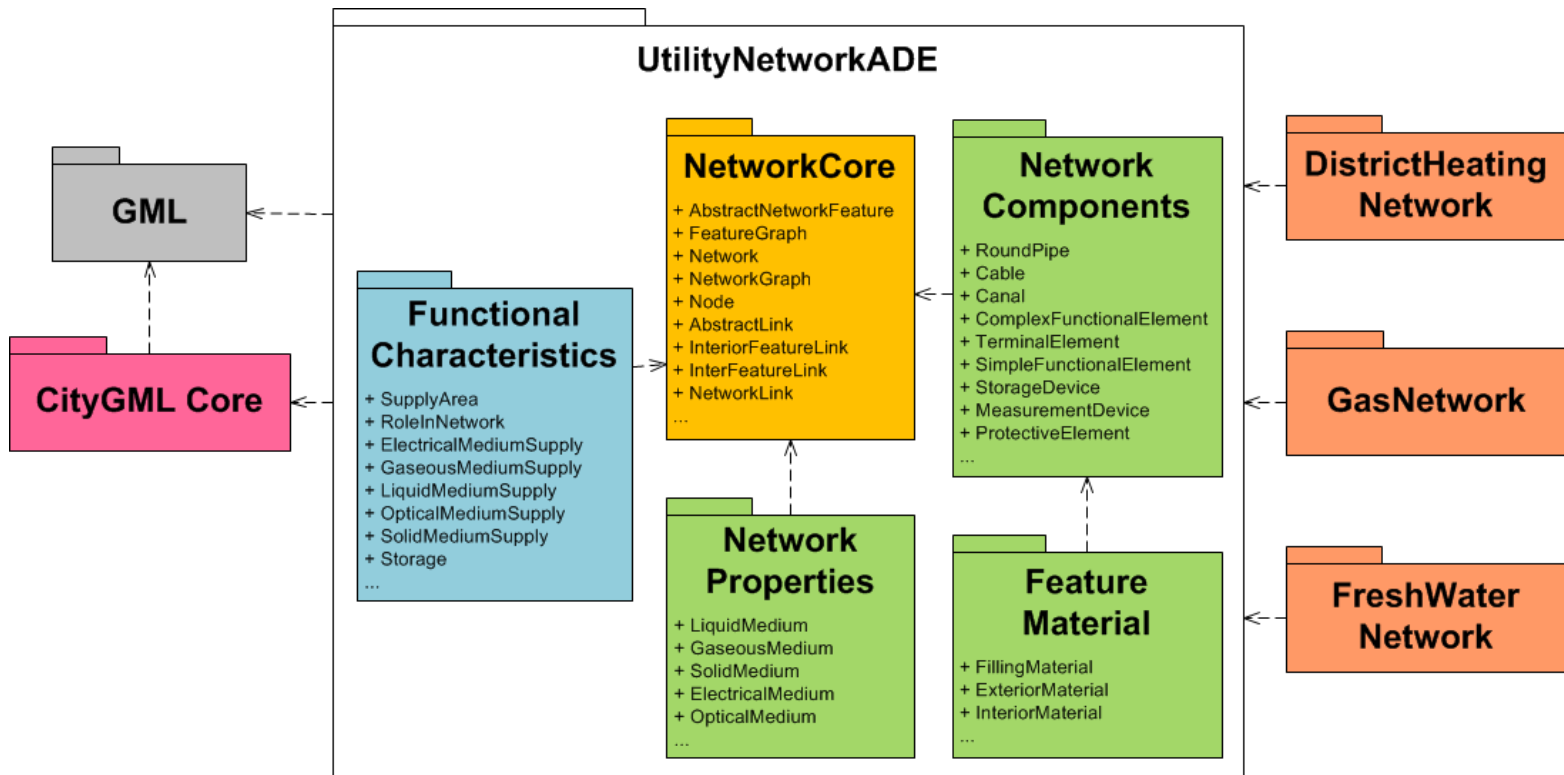 UtilityNetworkADE
GML
CityGML Core
Functional
Characteristics
+ SupplyArea
+ RoleInNetwork
+ ElectricalMediumSupply
+ GaseousMediumSupply
+ LiquidMediumSupply
+ OpticalMediumSupply
+ SolidMediumSupply
+ Storage
...
NetworkCore
+ AbstractNetworkFeature
+ FeatureGraph
+ Network
+ NetworkGraph
+ Node
+ AbstractLink
+ InteriorFeatureLink
+ InterFeatureLink
+ NetworkLink
...
Network
Properties
+ LiquidMedium
+ GaseousMedium
+ SolidMedium
+ ElectricalMedium
+ OpticalMedium
...
Network
Components
+ RoundPipe
+ Cable
+ Canal
+ ComplexFunctionalElement
+ TerminalElement
+ SimpleFunctionalElement
+ StorageDevice
+ MeasurementDevice
+ ProtectiveElement
...
Feature
Material
+ FillingMaterial
+ ExteriorMaterial
+ InteriorMaterial
...
DistrictHeating
Network
GasNetwork
FreshWater
Network